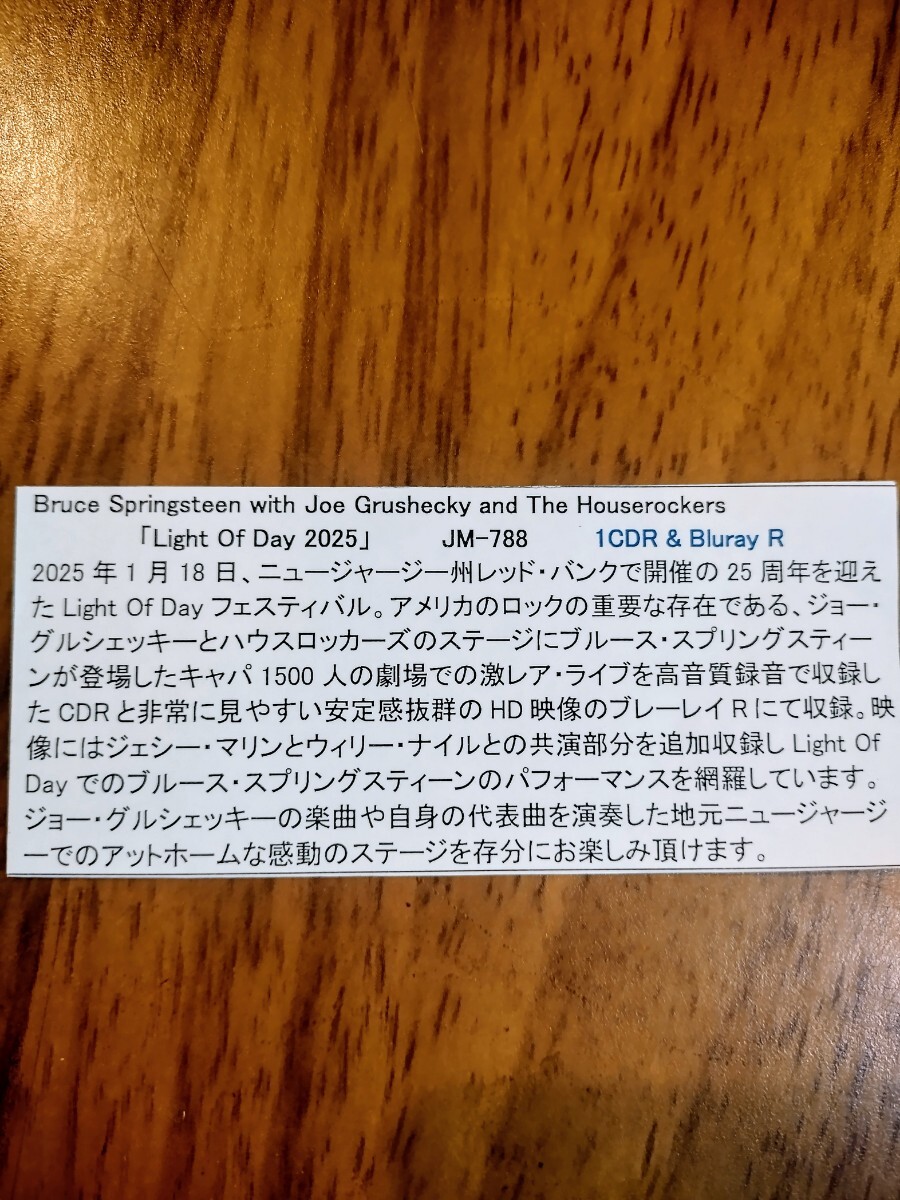 Bruce Springsteen with Joe Grushecky and The Houserockers
「Light Of Day 2025」 JM-788 1CDR & Bluray R
2025 年 1 月 18 日、ニュージャージー州レッド・バンクで開催の 25 周年を迎え
た Light Of Day フェスティバル。アメリカのロックの重要な存在である、ジョー・
グルシェッキーとハウスロッカーズのステージにブルース・スプリングスティー
ンが登場したキャパ 1500 人の劇場での激レア・ライブを高音質録音で収録し
た CDR と非常に見やすい安定感抜群の HD 映像のブレーレイ R にて収録。映
像にはジェシー・マリンとウィリー・ナイルとの共演部分を追加収録し Light Of
Day でのブルース・スプリングスティーンのパフォーマンスを網羅しています。
ジョー・グルシェッキーの楽曲や自身の代表曲を演奏した地元ニュージャージ
ーでのアットホームな感動のステージを存分にお楽しみ頂けます。